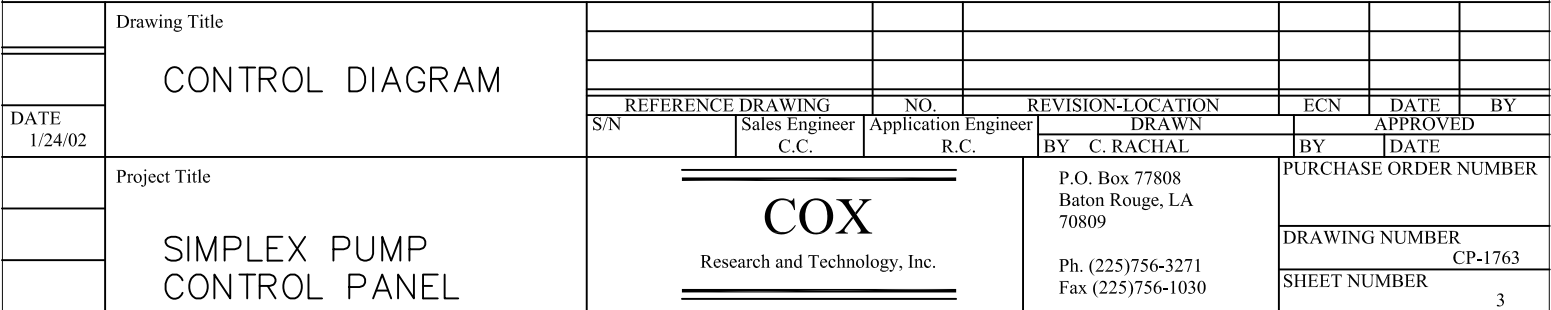 Drawing Title
CONTROL DIAGRAM
REFERENCE DRAWING NO. REVISION-LOCATION ECN DATE BY
DATE
1/24/02
S/N Sales Engineer Application Engineer DRAWN APPROVED
C.C. R.C. BY C. RACHAL BY DATE
Project Title
SIMPLEX PUMP
CONTROL PANEL
COX
Research and Technology, Inc.
P.O. Box 77808
Baton Rouge, LA
70809
Ph. (225)756-3271
Fax (225)756-1030
PURCHASE ORDER NUMBER
DRAWING NUMBER
CP-1763
SHEET NUMBER
3